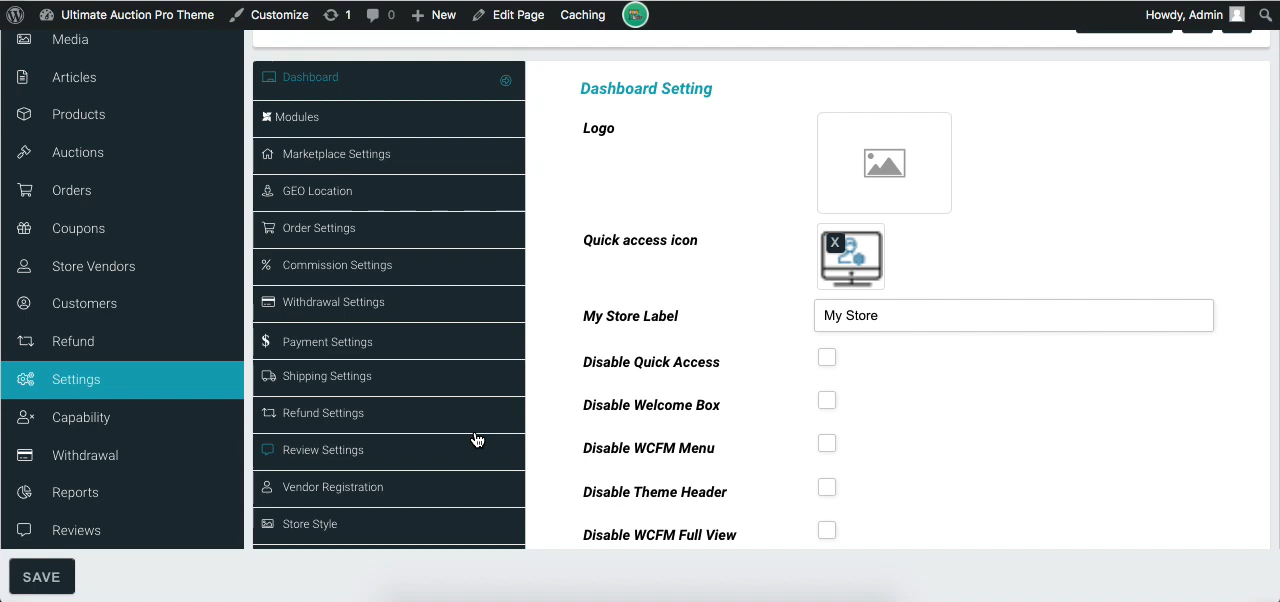 Ultimate Auction Pro Theme Customize 1 0 New Edit Page Caching Howdy, Admin
Media
Articles
Products
Auctions
Orders
Coupons
Store Vendors
Customers
Refund
Settings
Capability
Withdrawal
Reports
Reviews
SAVE
Dashboard
Modules
Marketplace Settings
GEO Location
Order Settings
% Commission Settings
Withdrawal Settings
$ Payment Settings
Shipping Settings
Refund Settings
Review Settings
Vendor Registration
Store Style
Dashboard Setting
Logo
Quick access icon
X
My Store Label
My Store
Disable Quick Access
Disable Welcome Box
Disable WCFM Menu
Disable Theme Header
Disable WCFM Full View